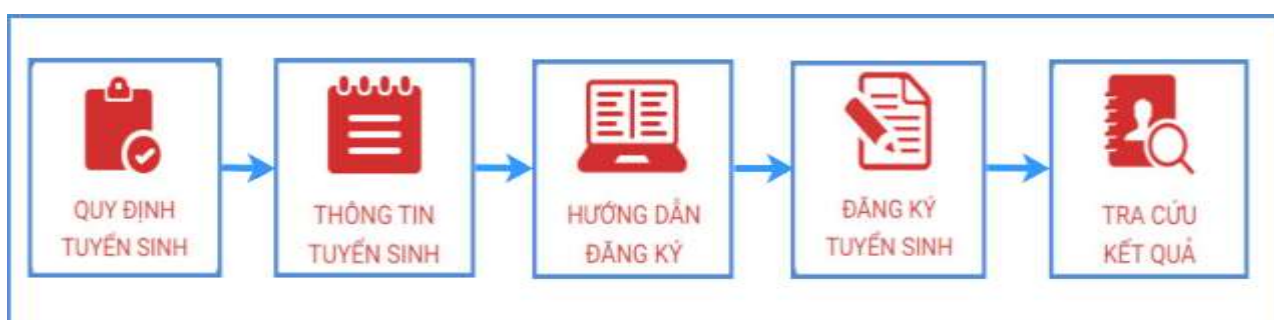 QUY ĐỊNH
TUYỂN SINH
THÔNG TIN
TUYỂN SINH
HƯỚNG DẪN
ĐĂNG KÝ
ĐĂNG KÝ
TUYỂN SINH
TRA CỨU
KẾT QUẢ